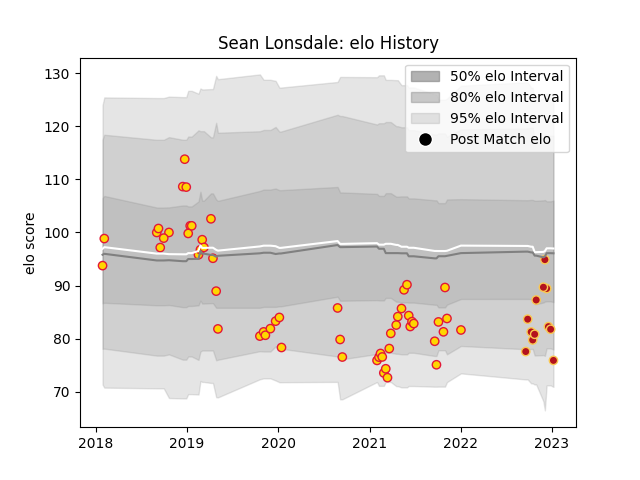 Sean Lonsdale: elo History
130
120
110
100
90
80
70
elo score
50% elo Interval
80% elo Interval
95% elo Interval
Post Match elo
2018
2019
2020
2021
2022
2023